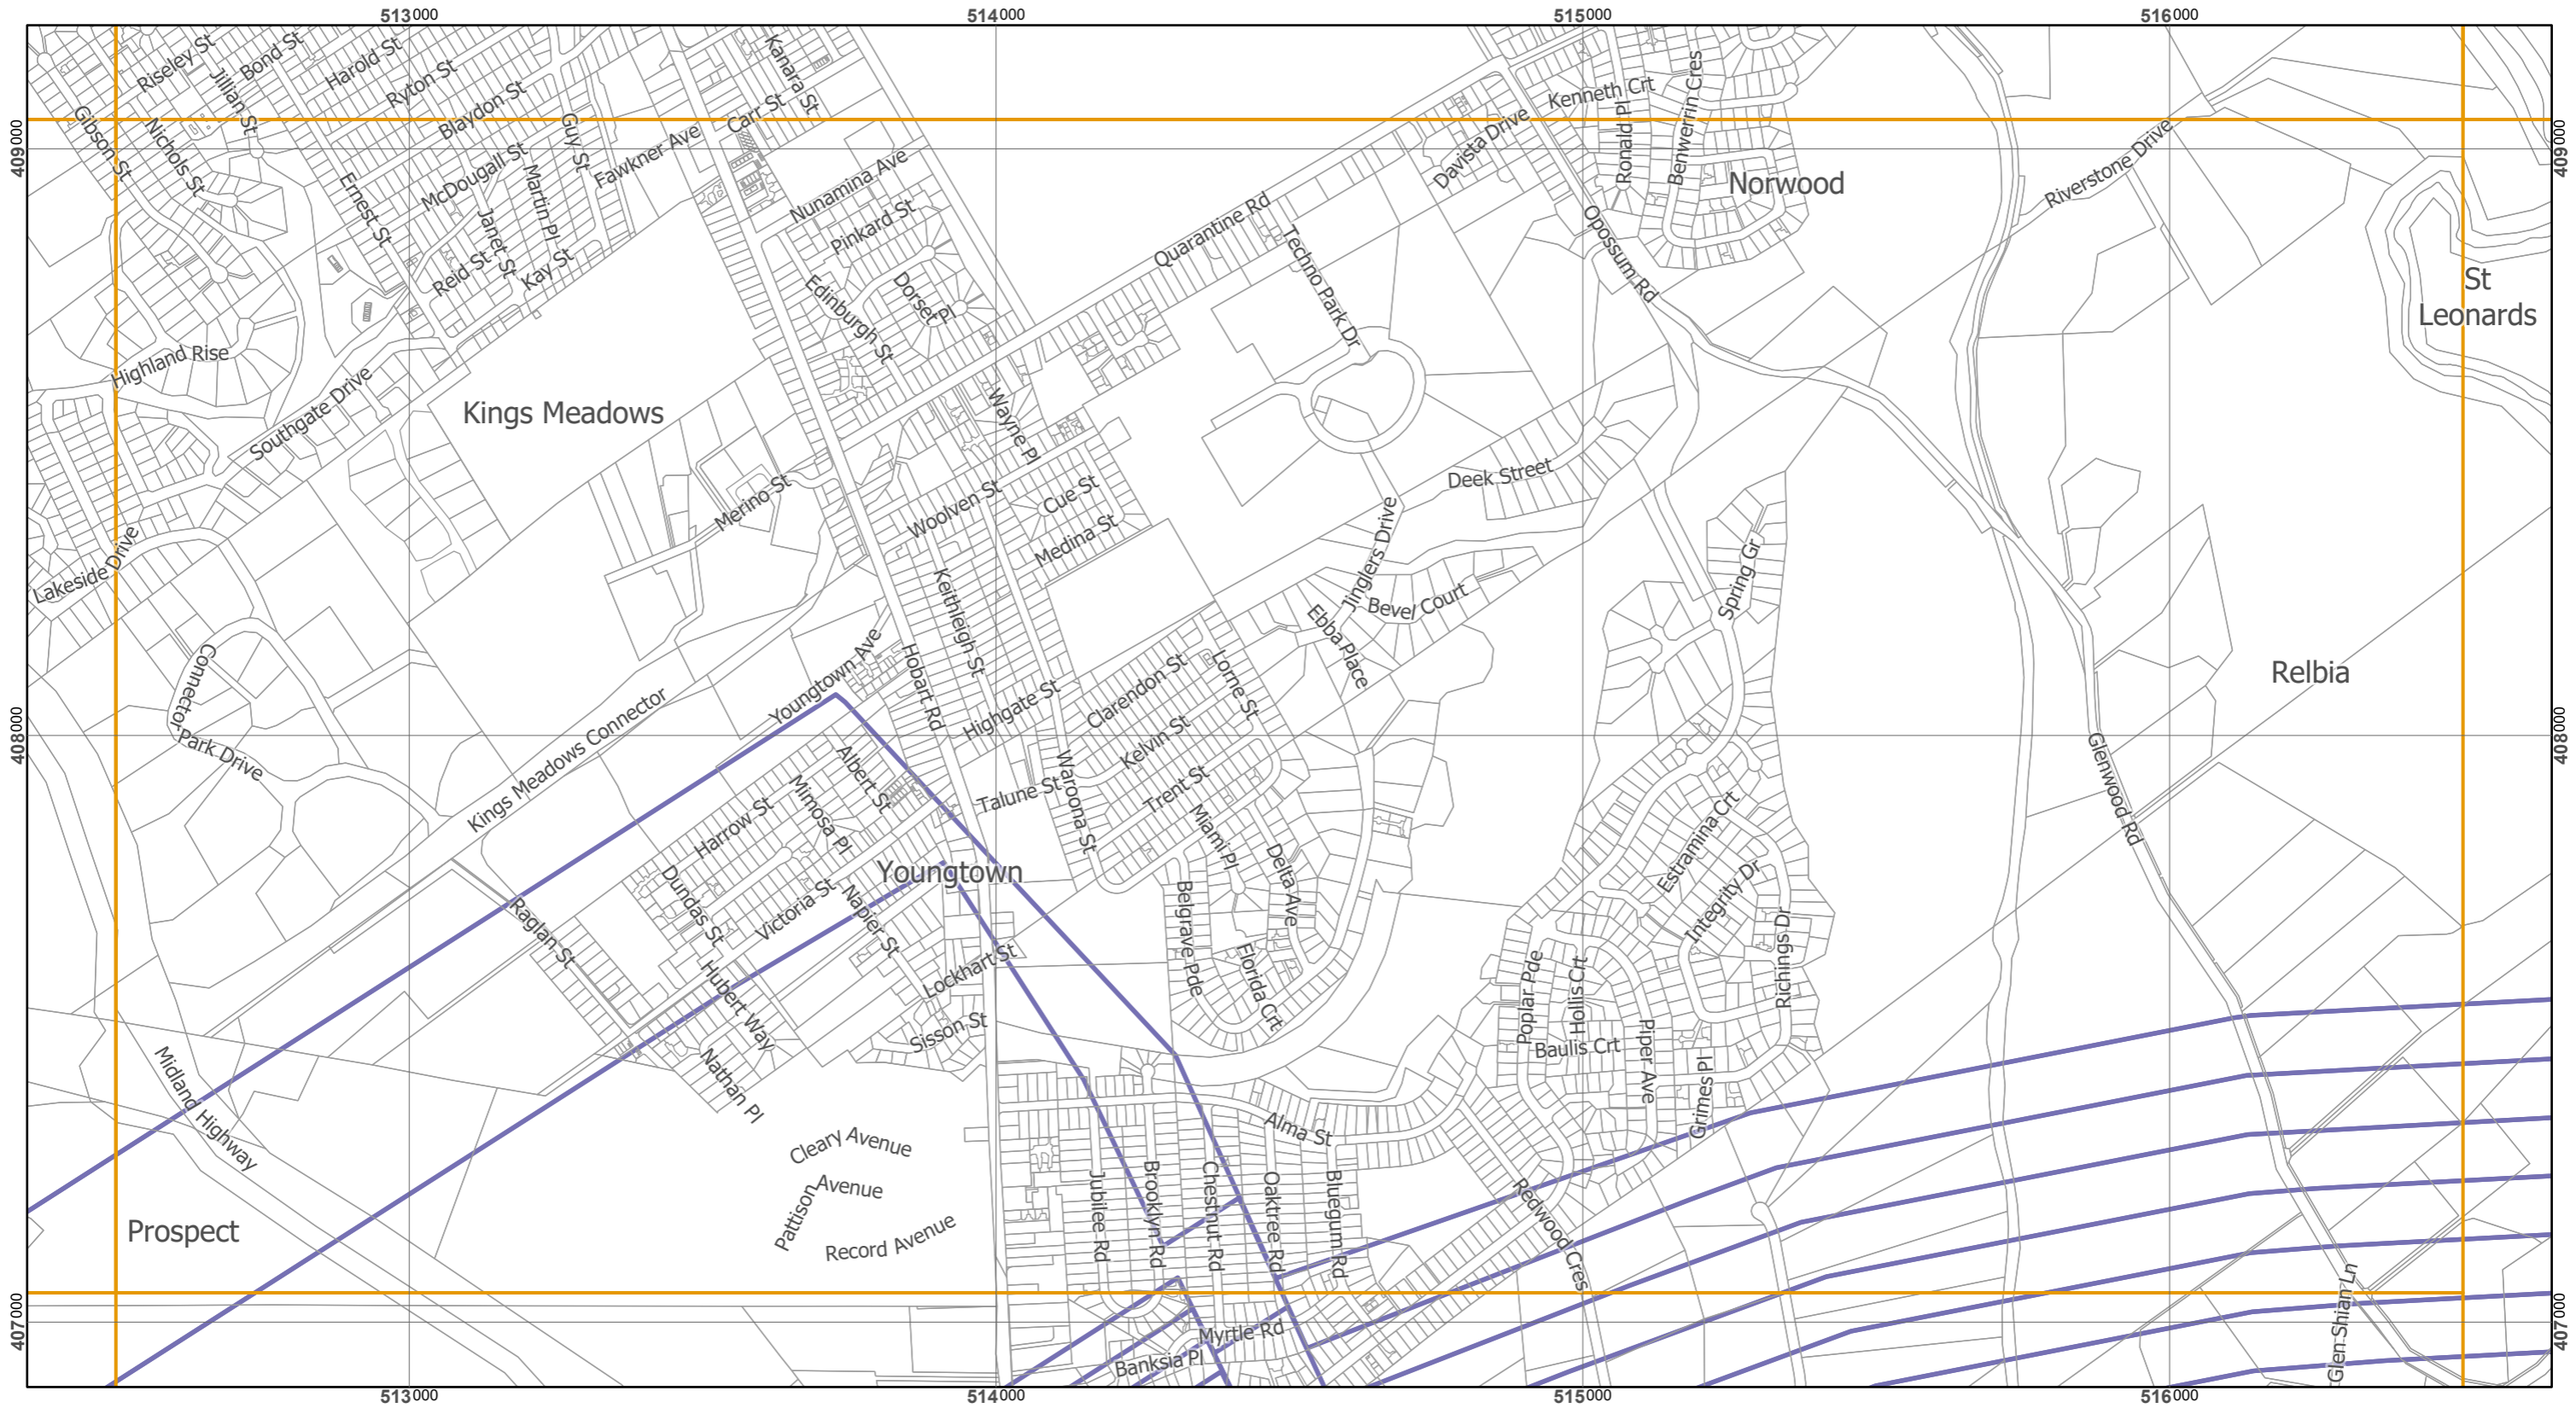 513000
514000
515000
516000
Riseley St
Bond St
Jillian St
Harold St
Ryton St
Blaydon St
Gibson St
Nichols St
Guy St
Kanara St
Carr St
Fawkner Ave
Kenneth Crt
Ronald Pl
Benwerrin Cres
Davista Drive
409000
409000
Ernest St
McDougall St
Martin Pl
Janet St
Reid St
Kay St
Nunamina Ave
Pinkard St
Norwood
Riverstone Drive
Quarantine Rd
Techno Park Dr
Opossum Rd
Edinburgh St
Dorset Pl
St
Leonards
Highland Rise
Southgate Drive
Kings Meadows
Wayne Pl
Merino St
Woolven St
Cue St
Medina St
Deek Street
Jinglers Drive
Bevel Court
Ebba Place
Spring Gr
Lakeside Drive
Keithleigh St
Youngtown Ave
Hobart Rd
Highgate St
Clarendon St
Lorne St
Kelvin St
Relbia
Connector
Park Drive
Kings Meadows Connector
408000
408000
Albert St
Mimosa Pl
Harrow St
Talune St
Waroona St
Trent St
Miami Pl
Delta Ave
Glenwood Rd
Estramina Crt
Integrity Dr
Youngtown
Dundas St
Victoria St
Napier St
Raglan St
Hubert Way
Lockhart St
Belgrave Pde
Florida Crt
Poplar Pde
Hollis Crt
Richings Dr
Sisson St
Nathan Pl
Baulis Crt
Piper Ave
Grimes Pl
Midland Highway
Cleary Avenue
Pattison Avenue
Record Avenue
Alma St
Jubilee Rd
Brooklyn Rd
Chestnut Rd
Oaktree Rd
Bluegum Rd
Redwood Cres
Prospect
407000
407000
Myrtle Rd
Banksia Pl
Glen Shian Ln
513000
514000
515000
516000